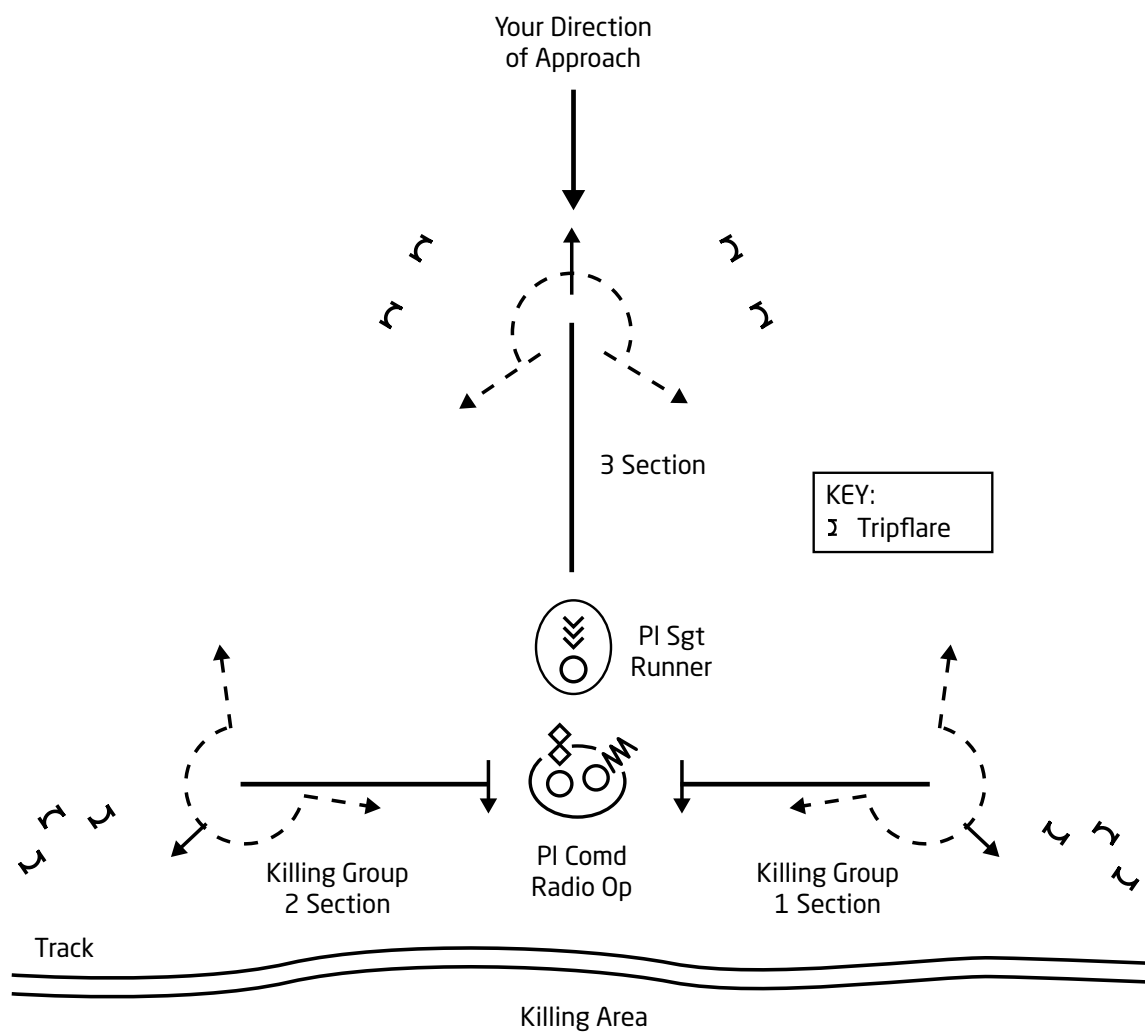 Your Direction
of Approach
3 Section
KEY:
Tripflare
Pl Sgt
Runner
Pl Comd
Radio Op
Killing Group
2 Section
Killing Group
1 Section
Track
Killing Area